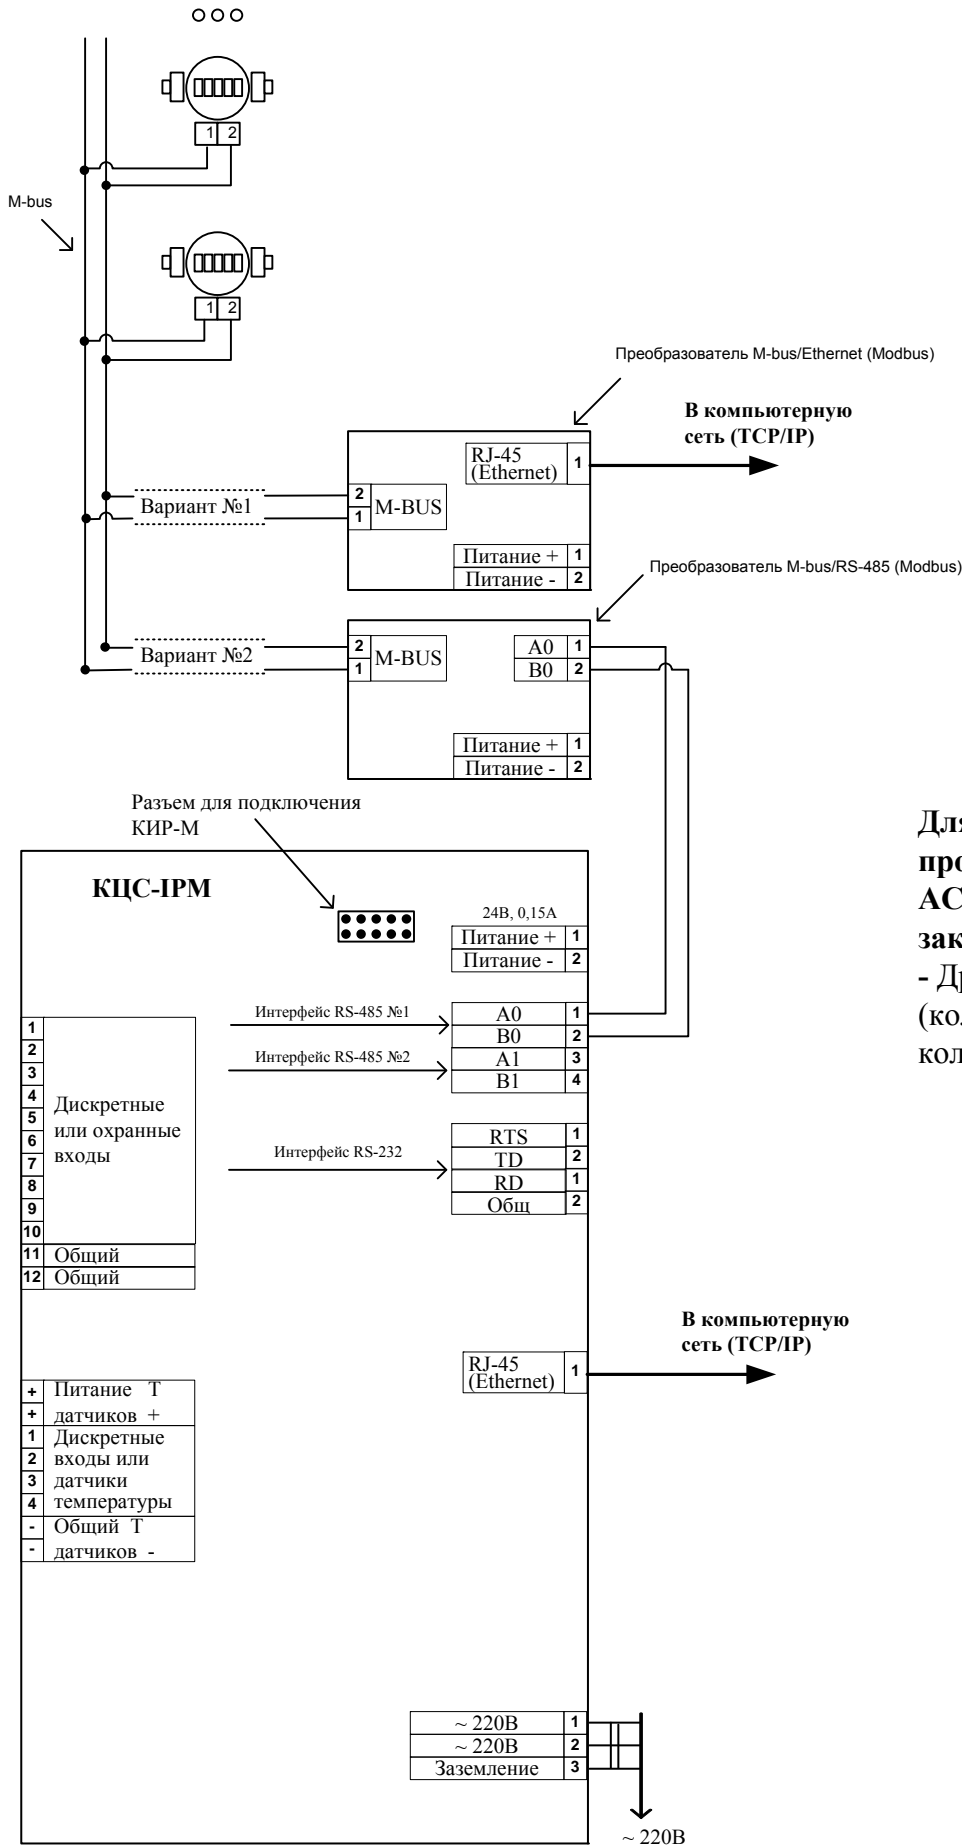 1 2
M-bus
1 2
Преобразователь M-bus/Ethernet (Modbus)
В компьютерную
сеть (TCP/IP)
RJ-45
(Ethernet)
1
Вариант №1
2
1
M-BUS
Питание + 1
Питание - 2
Преобразователь M-bus/RS-485 (Modbus)
Вариант №2
2
1
M-BUS
A0 1
B0 2
Питание + 1
Питание - 2
Разъем для подключения
КИР-М
КЦС-IPM
24В, 0,15А
Питание + 1
Питание - 2
Интерфейс RS-485 №1
A0 1
B0 2
Интерфейс RS-485 №2
A1 3
B1 4
Интерфейс RS-232
RTS 1
TD 2
RD 1
Общ 2
1
2
3
4
5
6
7
8
9
10
Дискретные
или охранные
входы
11 Общий
12 Общий
В компьютерную
сеть (TCP/IP)
RJ-45
(Ethernet)
1
+ Питание Т
+ датчиков +
1 Дискретные
2 входы или
3 датчики
4 температуры
- Общий Т
- датчиков -
~ 220В 1
~ 220В 2
Заземление 3
~ 220В
- 
(